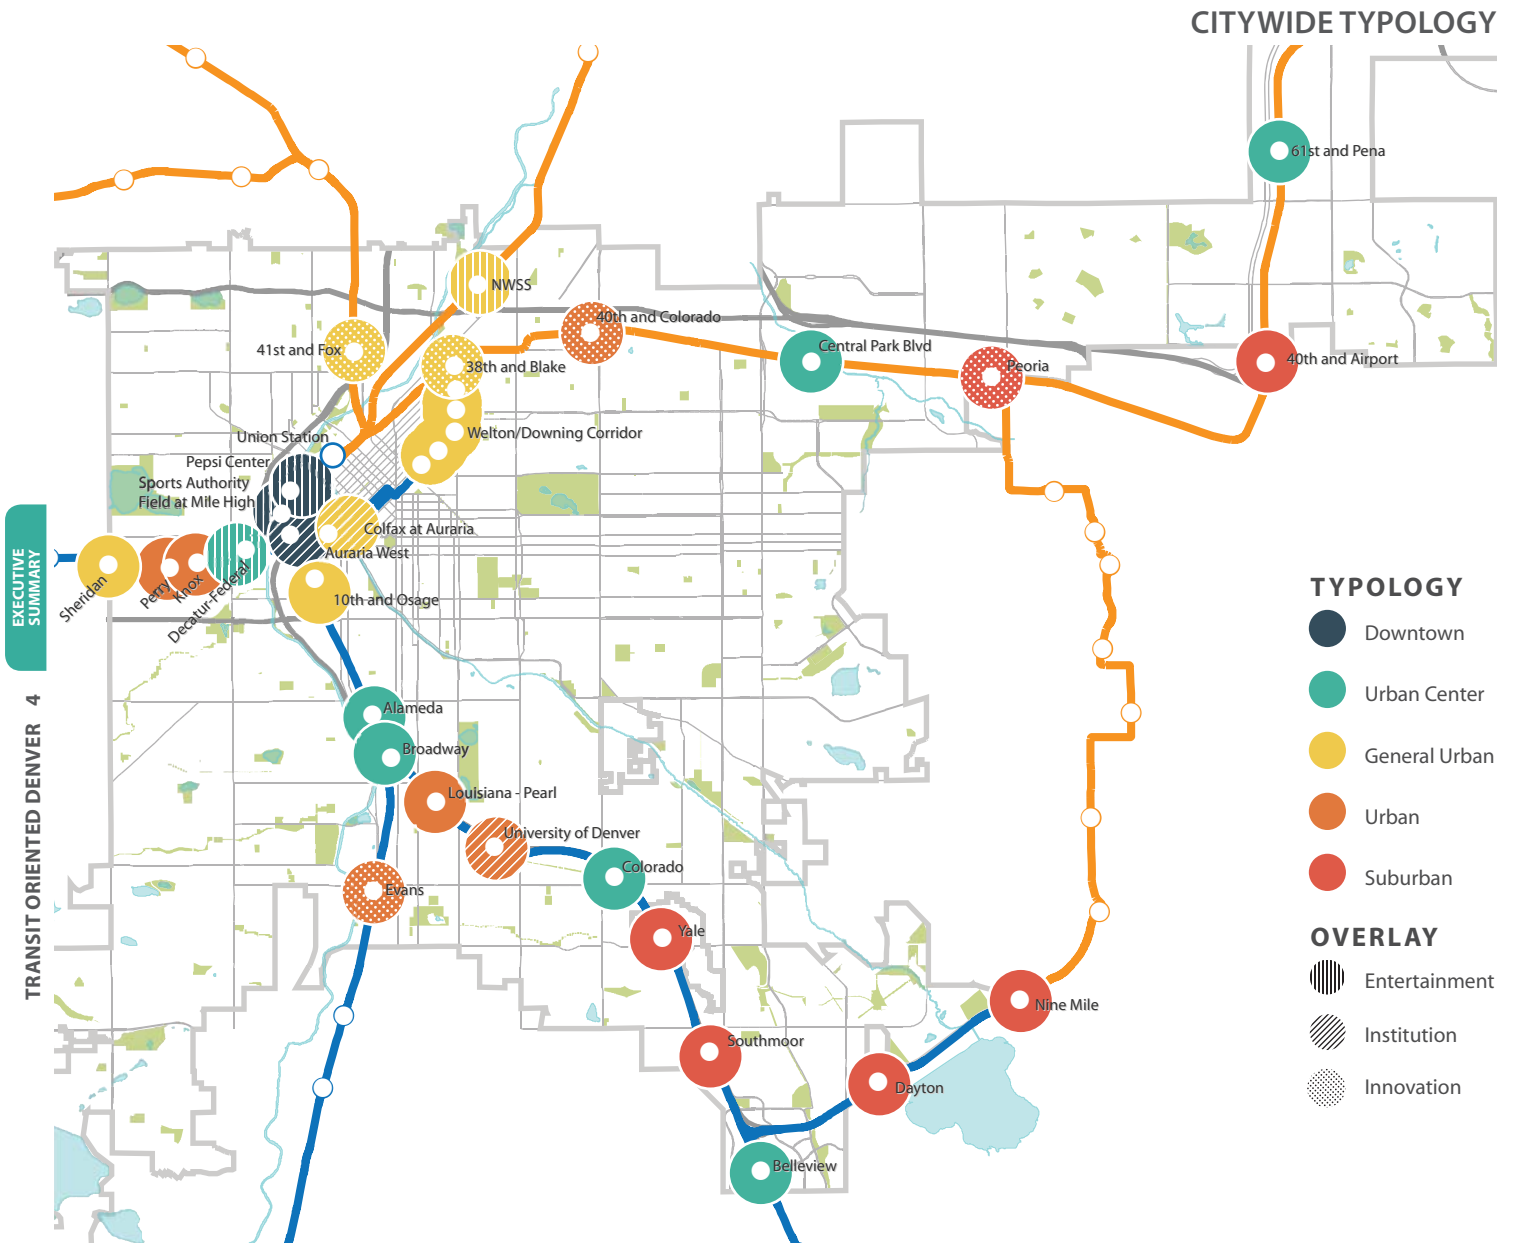 CITYWIDE TYPOLOGY
61st and Pena
NWSS
40th and Colorado
41st and Fox
Central Park Blvd
40th and Airport
38th and Blake
Peoria
Union Station
Welton/Downing Corridor
Pepsi Center
Sports Authority
Field at Mile High
Colfax at Auraria
Auraria West
Sheridan
Perry
Knox
Decatur-Federal
10th and Osage
Alameda
Broadway
Louisiana - Pearl
University of Denver
Colorado
Evans
Yale
Nine Mile
Southmoor
Dayton
Belleview
EXECUTIVE
SUMMARY
TRANSIT ORIENTED DENVER 4
TYPOLOGY
Downtown
Urban Center
General Urban
Urban
Suburban
OVERLAY
Entertainment
Institution
Innovation